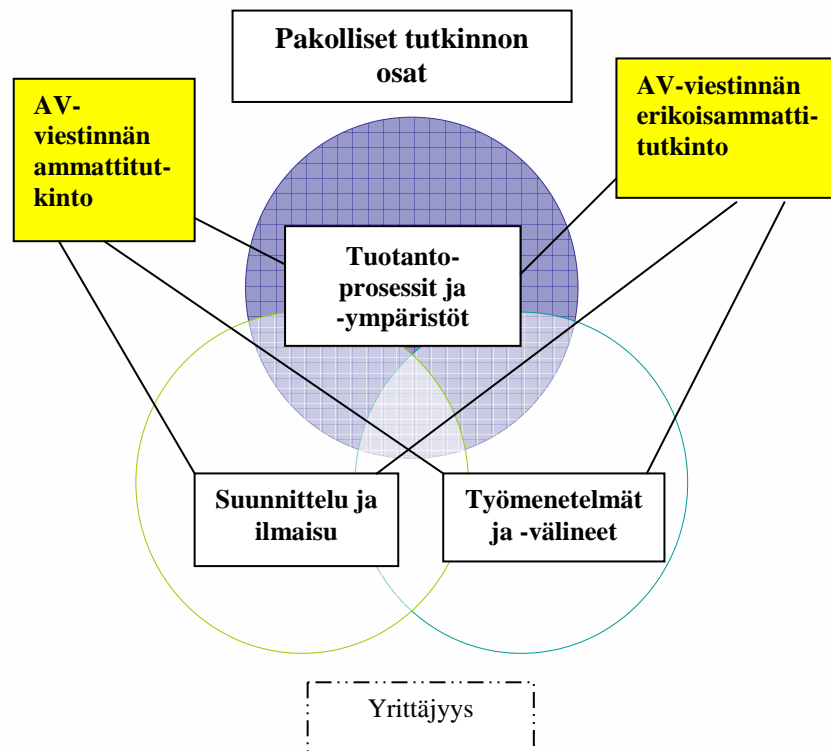 Pakolliset tutkinnon
osat
AV-
viestinnän
ammattitut-
kinto
AV-viestinnän
erikoisammatti-
tutkinto
Tuotanto-
prosessit ja
-ympäristöt
Suunnittelu ja
ilmaisu
Työmenetelmät
ja -välineet
Yrittäjyys